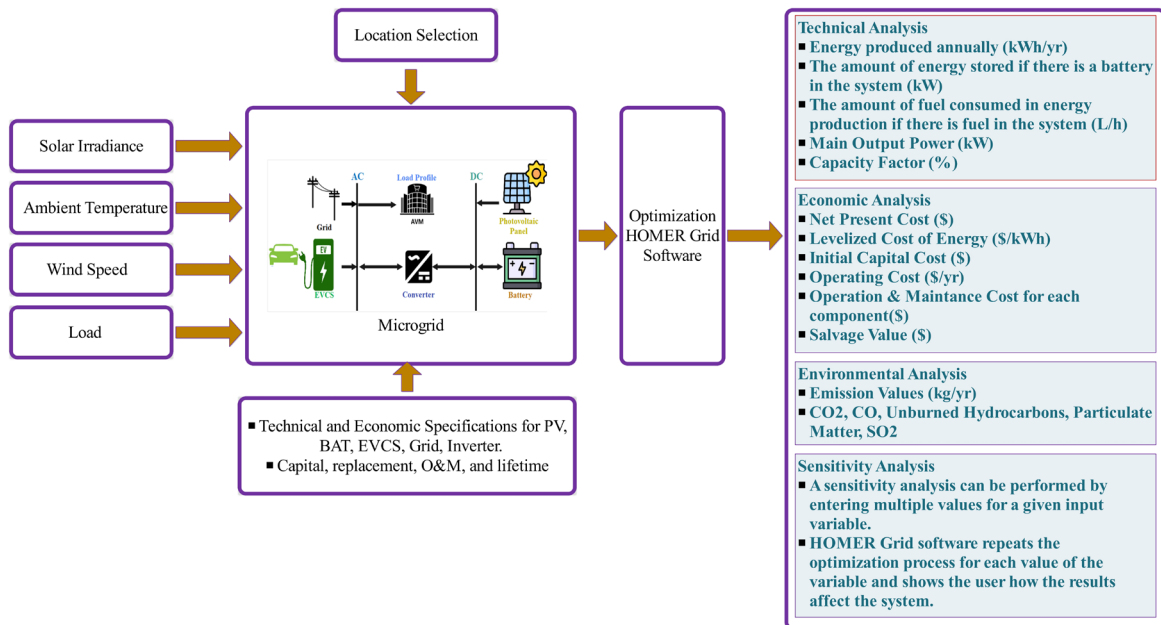 Location Selection
Solar Irradiance
Ambient Temperature
Wind Speed
Load
AC
Load Profile
DC
AVM
Grid
Photovoltaic
Panel
EV
EVCS
Converter
Battery
Microgrid
■ Technical and Economic Specifications for PV,
BAT, EVCS, Grid, Inverter.
■ Capital, replacement, O&M, and lifetime
Optimization
HOMER Grid
Software
Technical Analysis
■ Energy produced annually (kWh/yr)
■ The amount of energy stored if there is a battery
in the system (kW)
■ The amount of fuel consumed in energy
production if there is fuel in the system (L/h)
■ Main Output Power (kW)
■ Capacity Factor (%)
Economic Analysis
■ Net Present Cost ($)
■ Levelized Cost of Energy ($/kWh)
■ Initial Capital Cost ($)
■ Operating Cost ($/yr)
■ Operation & Maintance Cost for each
component($)
■ Salvage Value ($)
Environmental Analysis
■ Emission Values (kg/yr)
■ CO2, CO, Unburned Hydrocarbons, Particulate
Matter, SO2
Sensitivity Analysis
■ A sensitivity analysis can be performed by
entering multiple values for a given input
variable.
■ HOMER Grid software repeats the
optimization process for each value of the
variable and shows the user how the results
affect the system.